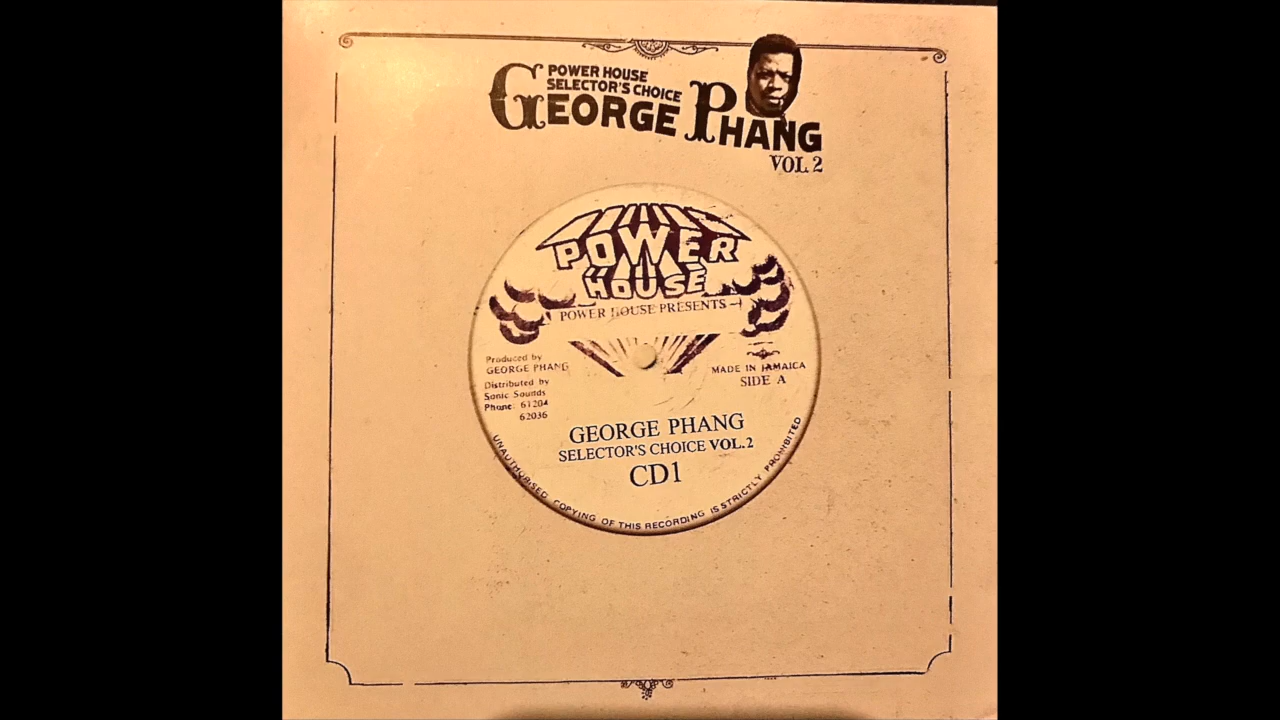 POWER HOUSE
SELECTOR'S CHOICE
GEORGE PHANG
VOL 2
POWER
HOUSE
POWER HOUSE PRESENTS
Produced by
GEORGE PHANG
Distributed by
Sonic Sounds
Phone: 61204
62036
MADE IN JAMAICA
SIDE A
GEORGE PHANG
SELECTOR'S CHOICE VOL.2
CD1
UNAUTHORISED COPYING OF THIS RECORDING IS STRICTLY PROHIBITED